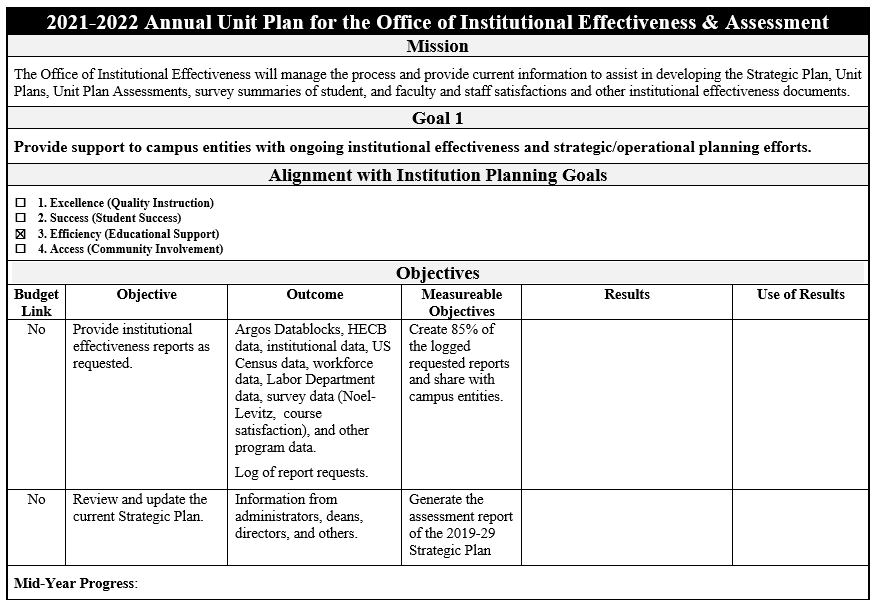 2021-2022 Annual Unit Plan for the Office of Institutional Effectiveness & Assessment
Mission
The Office of Institutional Effectiveness will manage the process and provide current information to assist in developing the Strategic Plan, Unit
Plans, Unit Plan Assessments, survey summaries of student, and faculty and staff satisfactions and other institutional effectiveness documents.
Goal 1
Provide support to campus entities with ongoing institutional effectiveness and strategic/operational planning efforts.
Alignment with Institution Planning Goals
☐ 1. Excellence (Quality Instruction)
☐ 2. Success (Student Success)
☒ 3. Efficiency (Educational Support)
☐ 4. Access (Community Involvement)
Objectives
Budget
Link
Objective
Outcome
Measureable
Objectives
Results
Use of Results
No
Provide institutional
effectiveness reports as
requested.
Argos Datablocks, HECB
data, institutional data, US
Census data, workforce
data, Labor Department
data, survey data (Noel-
Levitz, course
satisfaction), and other
program data.
Log of report requests.
Create 85% of
the logged
requested reports
and share with
campus entities.
No
Review and update the
current Strategic Plan.
Information from
administrators, deans,
directors, and others.
Generate the
assessment report
of the 2019-29
Strategic Plan
Mid-Year Progress: